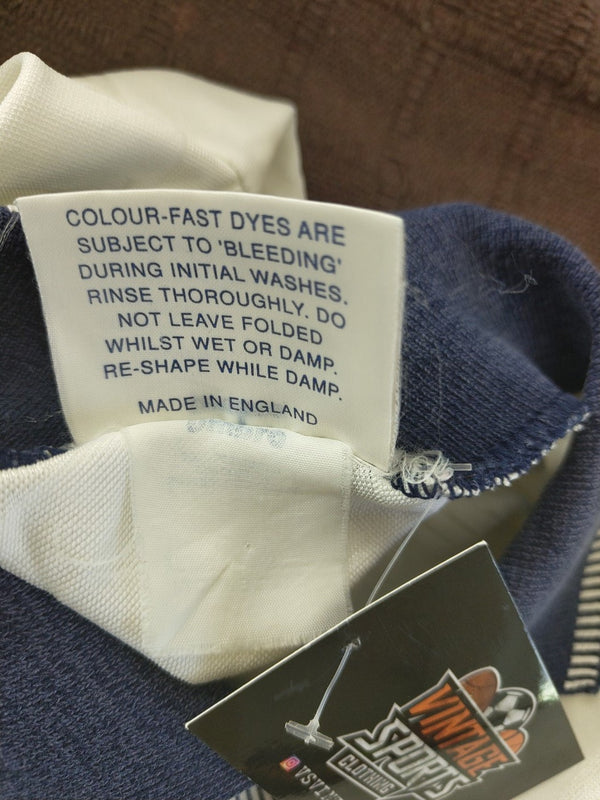 COLOUR-FAST DYES ARE
SUBJECT TO 'BLEEDING'
DURING INITIAL WASHES.
RINSE THOROUGHLY. DO
NOT LEAVE FOLDED
WHILST WET OR DAMP.
RE-SHAPE WHILE DAMP.
MADE IN ENGLAND
VINTAGE
SPORTS
CLOTHING